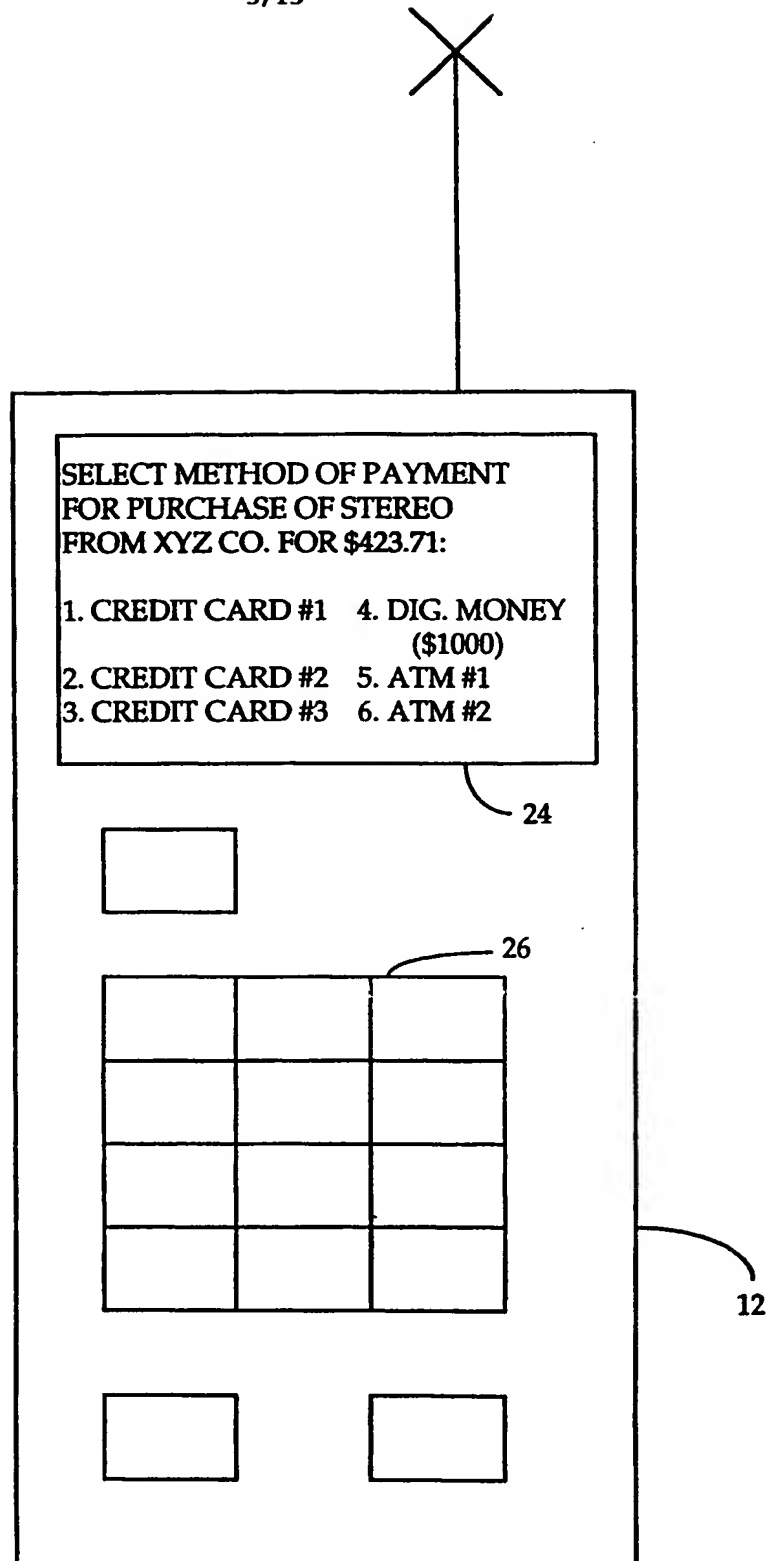 SELECT METHOD OF PAYMENT
FOR PURCHASE OF STEREO
FROM XYZ CO. FOR $423.71:
1. CREDIT CARD #1 4. DIG. MONEY
($1000)
2. CREDIT CARD #2 5. ATM #1
3. CREDIT CARD #3 6. ATM #2
24
26
12